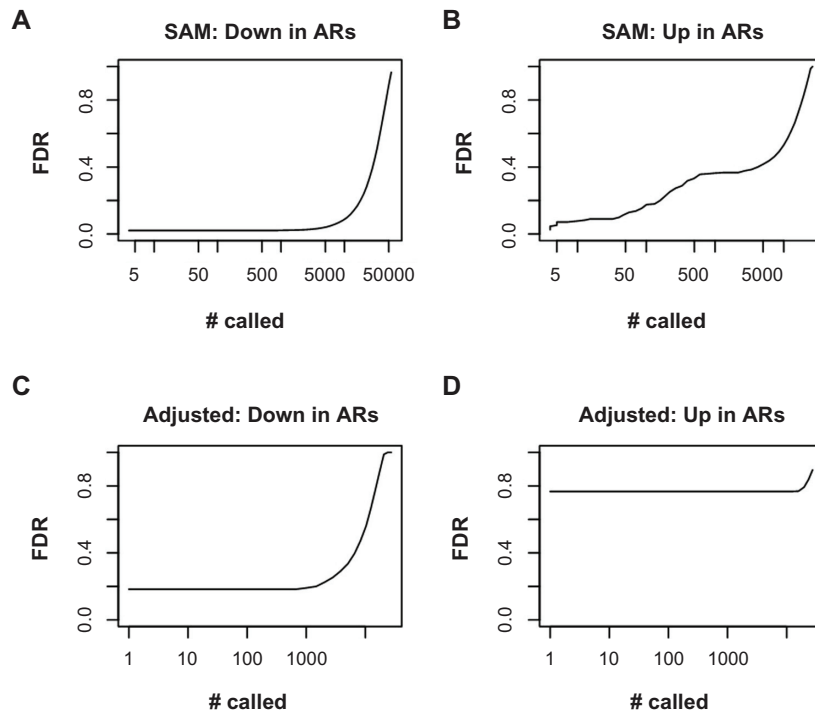 A
SAM: Down in ARs
FDR
0.8
0.4
0.0
5 50 500 5000 50000
# called
B
SAM: Up in ARs
FDR
0.8
0.4
0.0
5 50 500 5000
# called
C
Adjusted: Down in ARs
FDR
0.8
0.4
0.0
1 10 100 1000
# called
D
Adjusted: Up in ARs
FDR
0.8
0.4
0.0
1 10 100 1000
# called